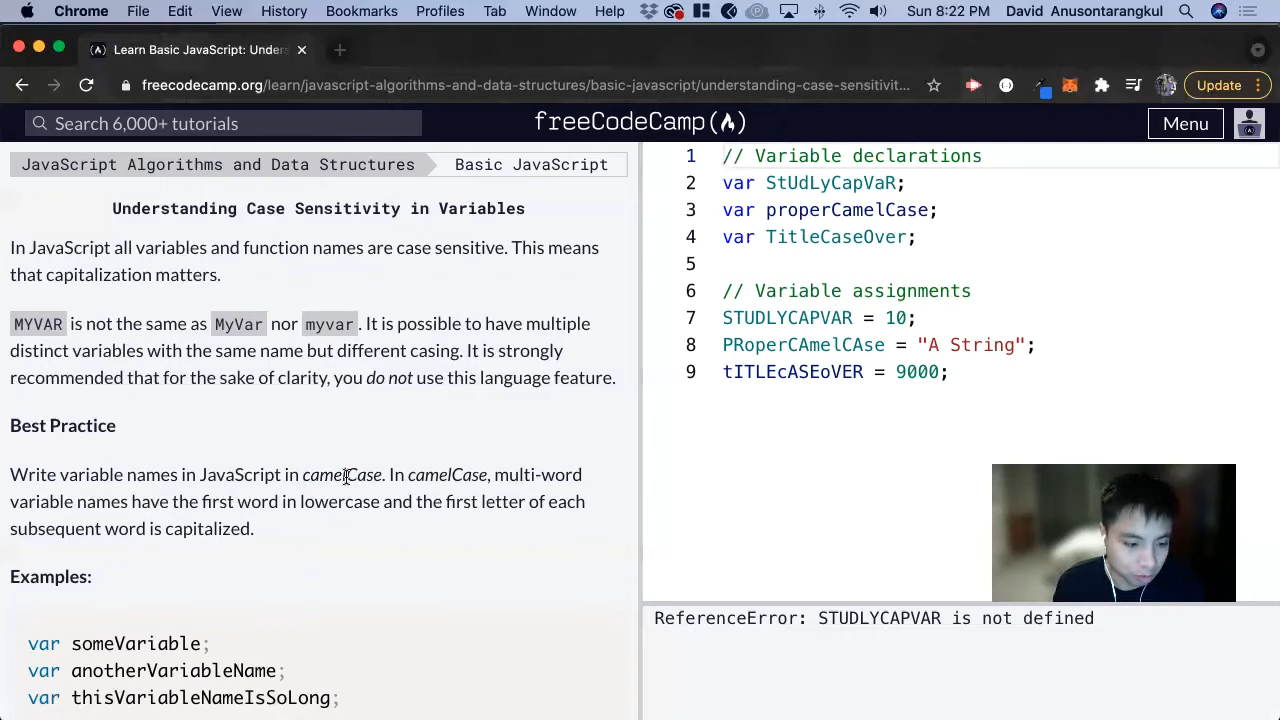 Chrome File Edit View History Bookmarks Profiles Tab Window Help Sun 8:22 PM David Anusontarangkul
Learn Basic JavaScript: Unders
freecodecamp.org/learn/javascript-algorithms-and-data-structures/basic-javascript/understanding-case-sensitivit... Update
Search 6,000+ tutorials freeCodeCamp Menu
JavaScript Algorithms and Data Structures Basic JavaScript
Understanding Case Sensitivity in Variables
In JavaScript all variables and function names are case sensitive. This means
that capitalization matters.
MYVAR is not the same as MyVar nor myvar. It is possible to have multiple
distinct variables with the same name but different casing. It is strongly
recommended that for the sake of clarity, you do not use this language feature.
Best Practice
Write variable names in JavaScript in camelCase. In camelCase, multi-word
variable names have the first word in lowercase and the first letter of each
subsequent word is capitalized.
Examples:
var someVariable;
var anotherVariableName;
var thisVariableNameIsSoLong;
1 // Variable declarations
2 var StUdLyCapVaR;
3 var properCamelCase;
4 var TitleCaseOver;
5
6 // Variable assignments
7 STUDLYCAPVAR = 10;
8 PRoperCAmelCAse = "A String";
9 tITLEcASEoVER = 9000;
ReferenceError: STUDLYCAPVAR is not defined